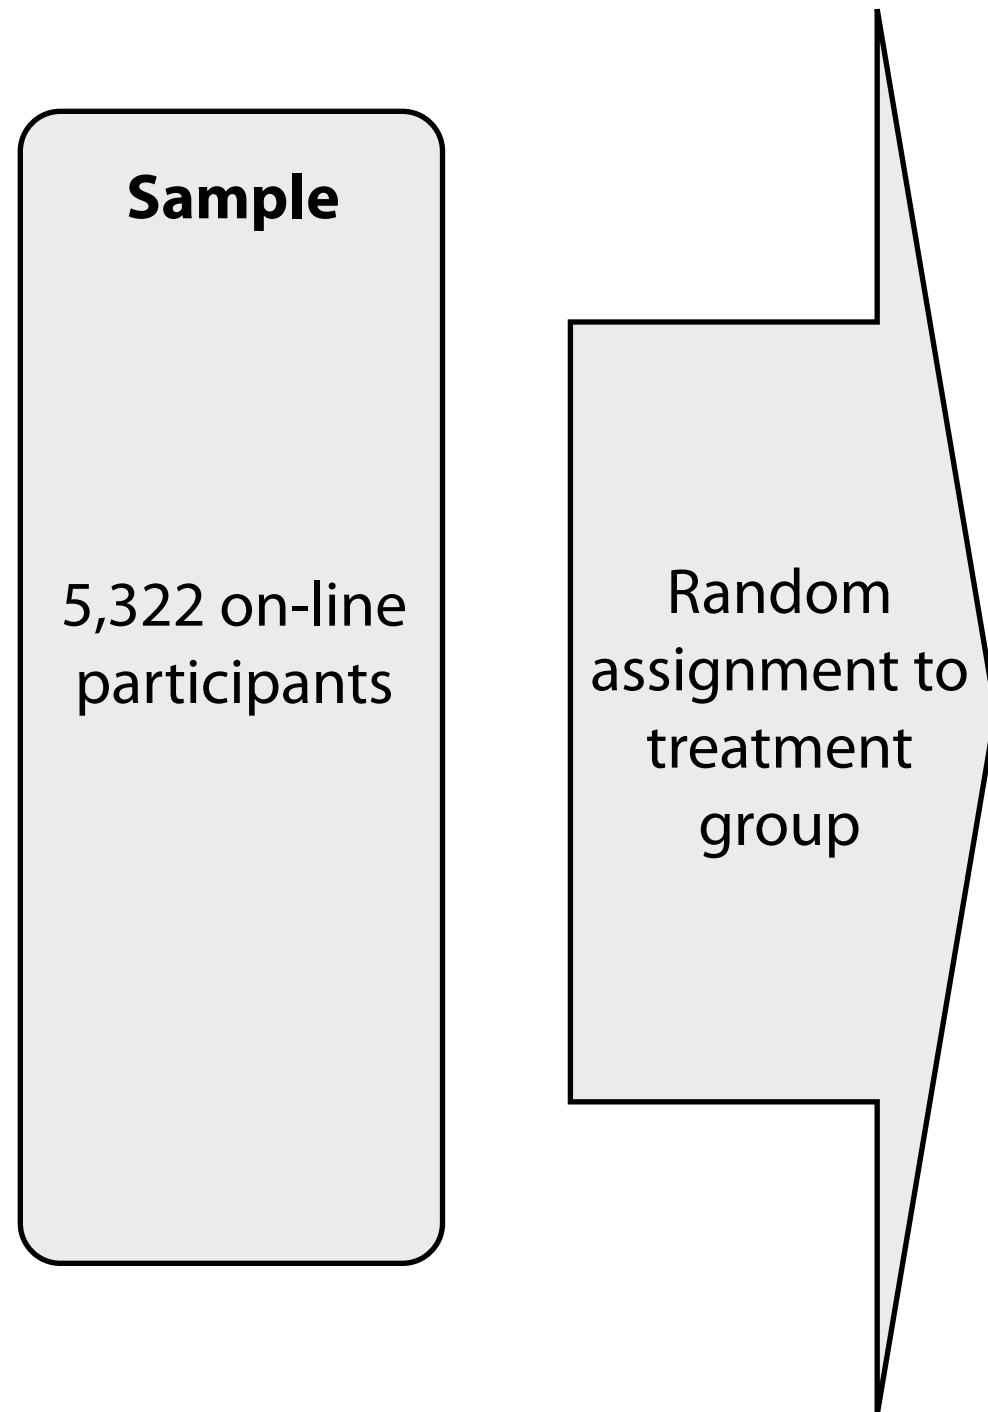 Sample
5,322 on-line
participants
Random
assignment to
treatment
group